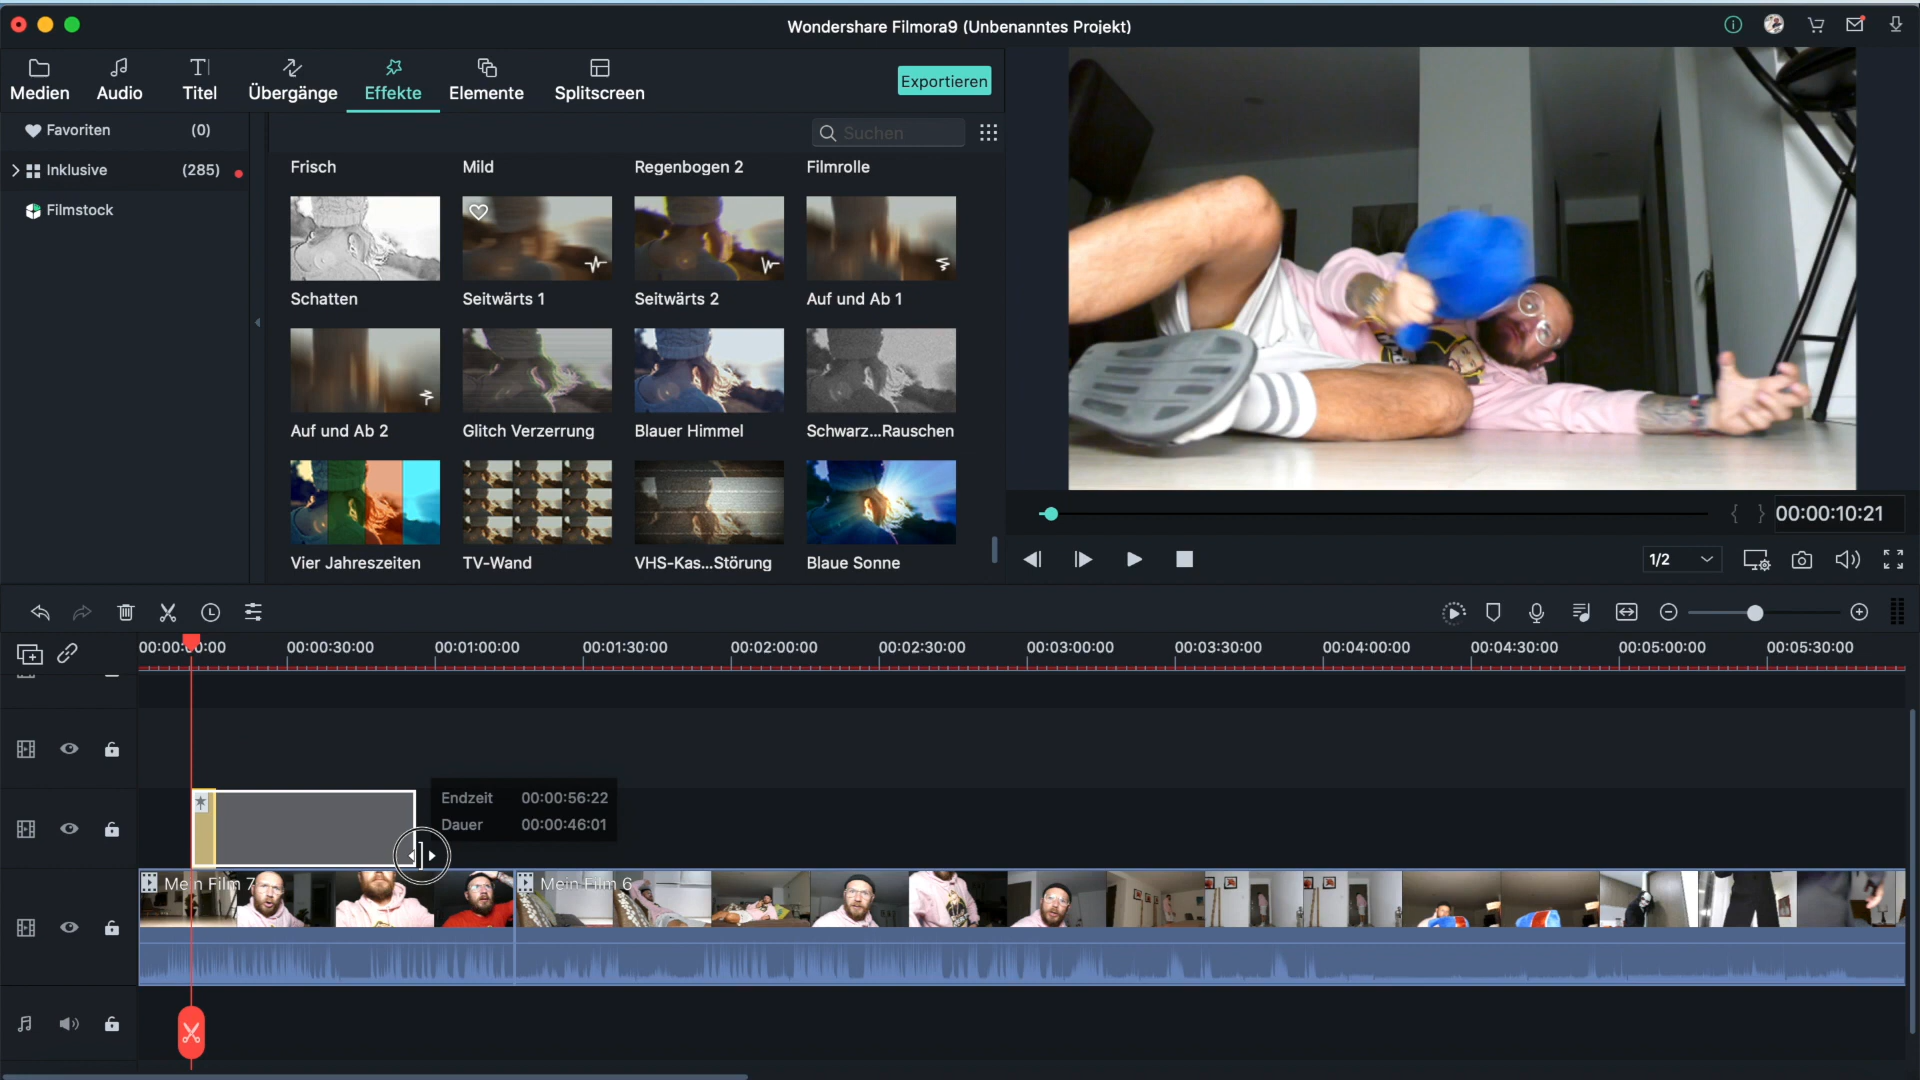 Wondershare Filmora9 (Unbenanntes Projekt)
Medien
Audio
Titel
Übergänge
Effekte
Elemente
Splitscreen
Exportieren
Favoriten (0)
Inklusive (285)
Filmstock
Suchen
Frisch
Mild
Regenbogen 2
Filmrolle
Schatten
Seitwärts 1
Seitwärts 2
Auf und Ab 1
Auf und Ab 2
Glitch Verzerrung
Blauer Himmel
Schwarz...Rauschen
Vier Jahreszeiten
TV-Wand
VHS-Kas...Störung
Blaue Sonne
{ } 00:00:10:21
1/2
00:00:30:00
00:01:00:00
00:01:30:00
00:02:00:00
00:02:30:00
00:03:00:00
00:03:30:00
00:04:00:00
00:04:30:00
00:05:00:00
00:05:30:00
Endzeit 00:00:56:22
Dauer 00:00:46:01
Mein Film 7
Mein Film 6